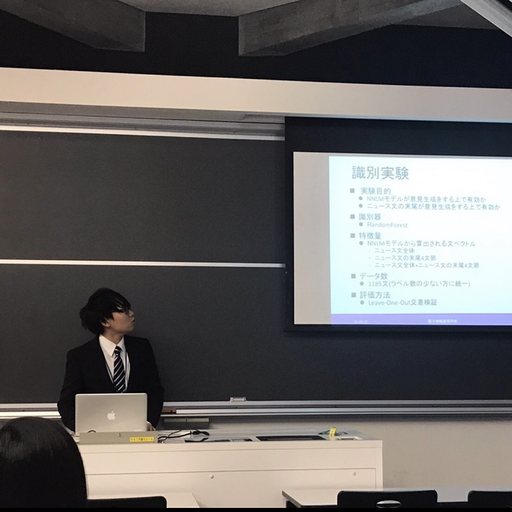 識別実験
■ 実験目的
● NNLMモデルが意見生成をする上で有効か
● ニュース文の末尾が意見生成をする上で有効か
■ 識別器
● RandomForest
■ 特徴量
● NNLMモデルから算出される文ベクトル
ニュース文全体
ニュース文の末尾4文節
ニュース文全体+ニュース文の末尾4文節
■ データ数
● 1185文(ラベル数の少ない方に統一)
■ 評価方法
● Leave-One-Out交差検証